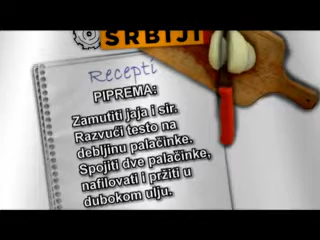 SRBIJI
Recepti
PIPREMA:
Zamutiti jaja i sir.
Razvući testo na
debljinu palačinke.
Spojiti dve palačinke,
nafilovati i pržiti u
dubokom ulju.